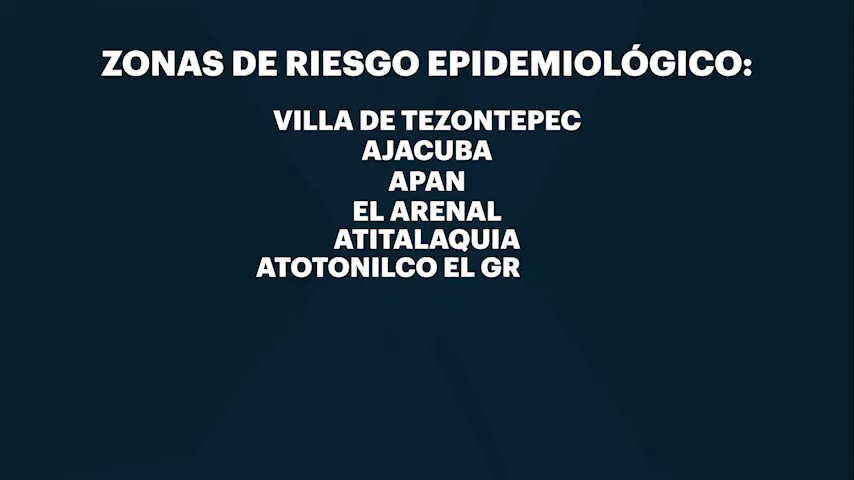 ZONAS DE RIESGO EPIDEMIOLÓGICO:
VILLA DE TEZONTEPEC
AJACUBA
APAN
EL ARENAL
ATITALAQUIA
ATOTONILCO EL GR